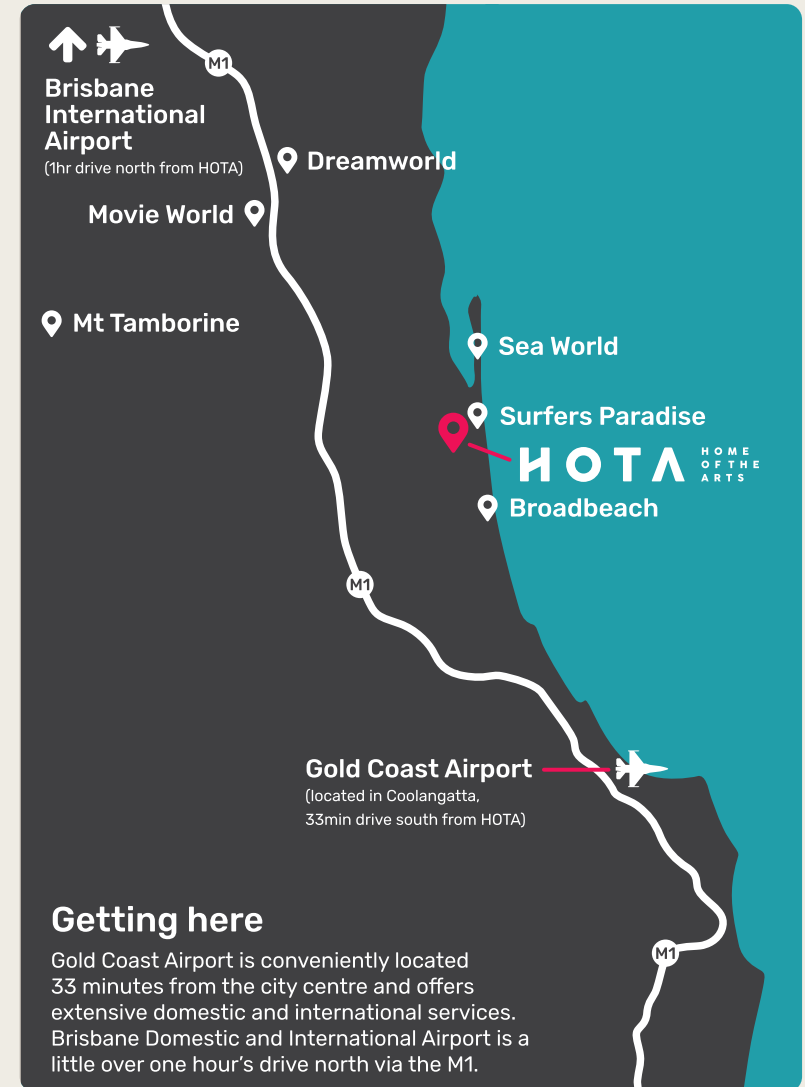 M1
Brisbane
International
Airport
(1hr drive north from HOTA)
Dreamworld
Movie World
Mt Tamborine
Sea World
Surfers Paradise
HOTA
HOME
OF THE
ARTS
Broadbeach
M1
Gold Coast Airport
(located in Coolangatta,
33min drive south from HOTA)
Getting here
M1
Gold Coast Airport is conveniently located
33 minutes from the city centre and offers
extensive domestic and international services.
Brisbane Domestic and International Airport is a
little over one hour’s drive north via the M1.